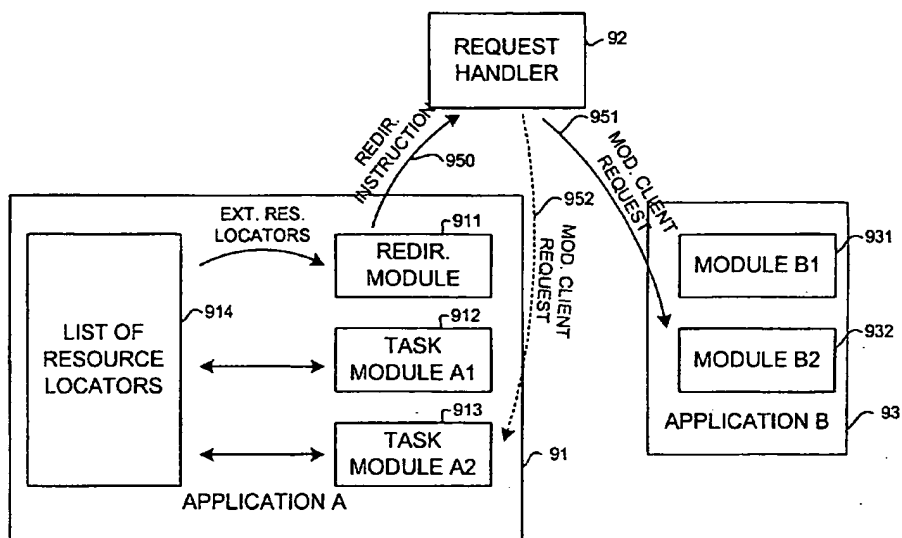 REQUEST
HANDLER
92
REDIR.
INSTRUCTION
950
951
MOD. CLIENT
REQUEST
952
MOD. CLIENT
REQUEST
EXT. RES.
LOCATORS
911
REDIR.
MODULE
914
LIST OF
RESOURCE
LOCATORS
912
TASK
MODULE A1
913
TASK
MODULE A2
91
APPLICATION A
931
MODULE B1
932
MODULE B2
APPLICATION B
93